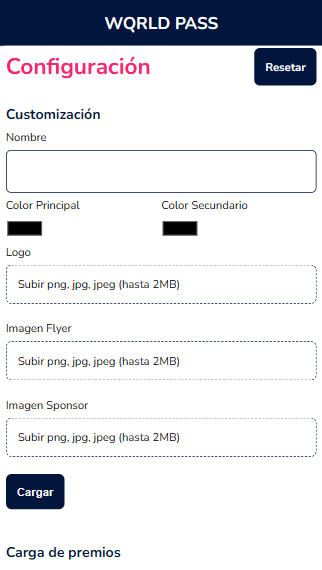 WQRLD PASS
Configuración
Resetar
Customización
Nombre
Color Principal
Color Secundario
Logo
Subir png, jpg, jpeg (hasta 2MB)
Imagen Flyer
Subir png, jpg, jpeg (hasta 2MB)
Imagen Sponsor
Subir png, jpg, jpeg (hasta 2MB)
Cargar
Carga de premios